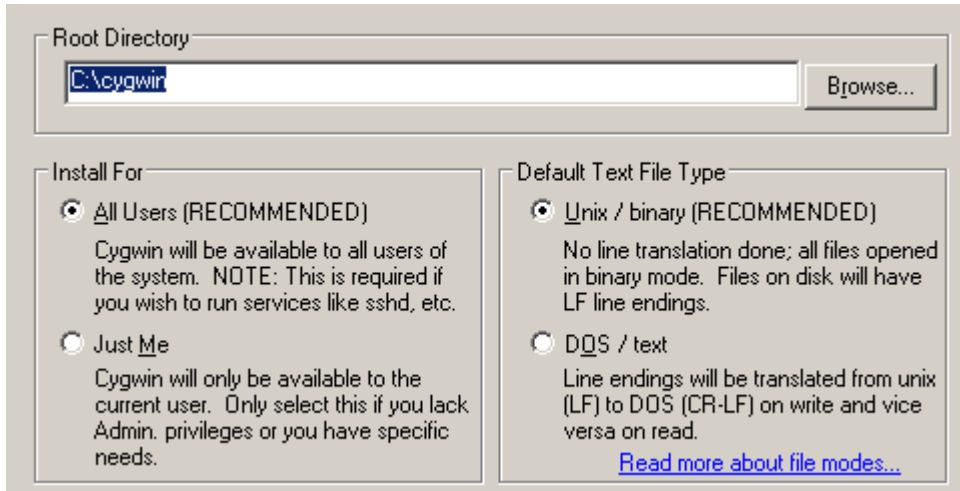 Root Directory
C:\cygwin
Browse...
Install For
All Users (RECOMMENDED)
Cygwin will be available to all users of
the system.  NOTE: This is required if
you wish to run services like sshd, etc.
Just Me
Cygwin will only be available to the
current user.  Only select this if you lack
Admin. privileges or you have specific
needs.
Default Text File Type
Unix / binary (RECOMMENDED)
No line translation done; all files opened
in binary mode.  Files on disk will have
LF line endings.
DOS / text
Line endings will be translated from unix
(LF) to DOS (CR-LF) on write and vice
versa on read.
Read more about file modes...